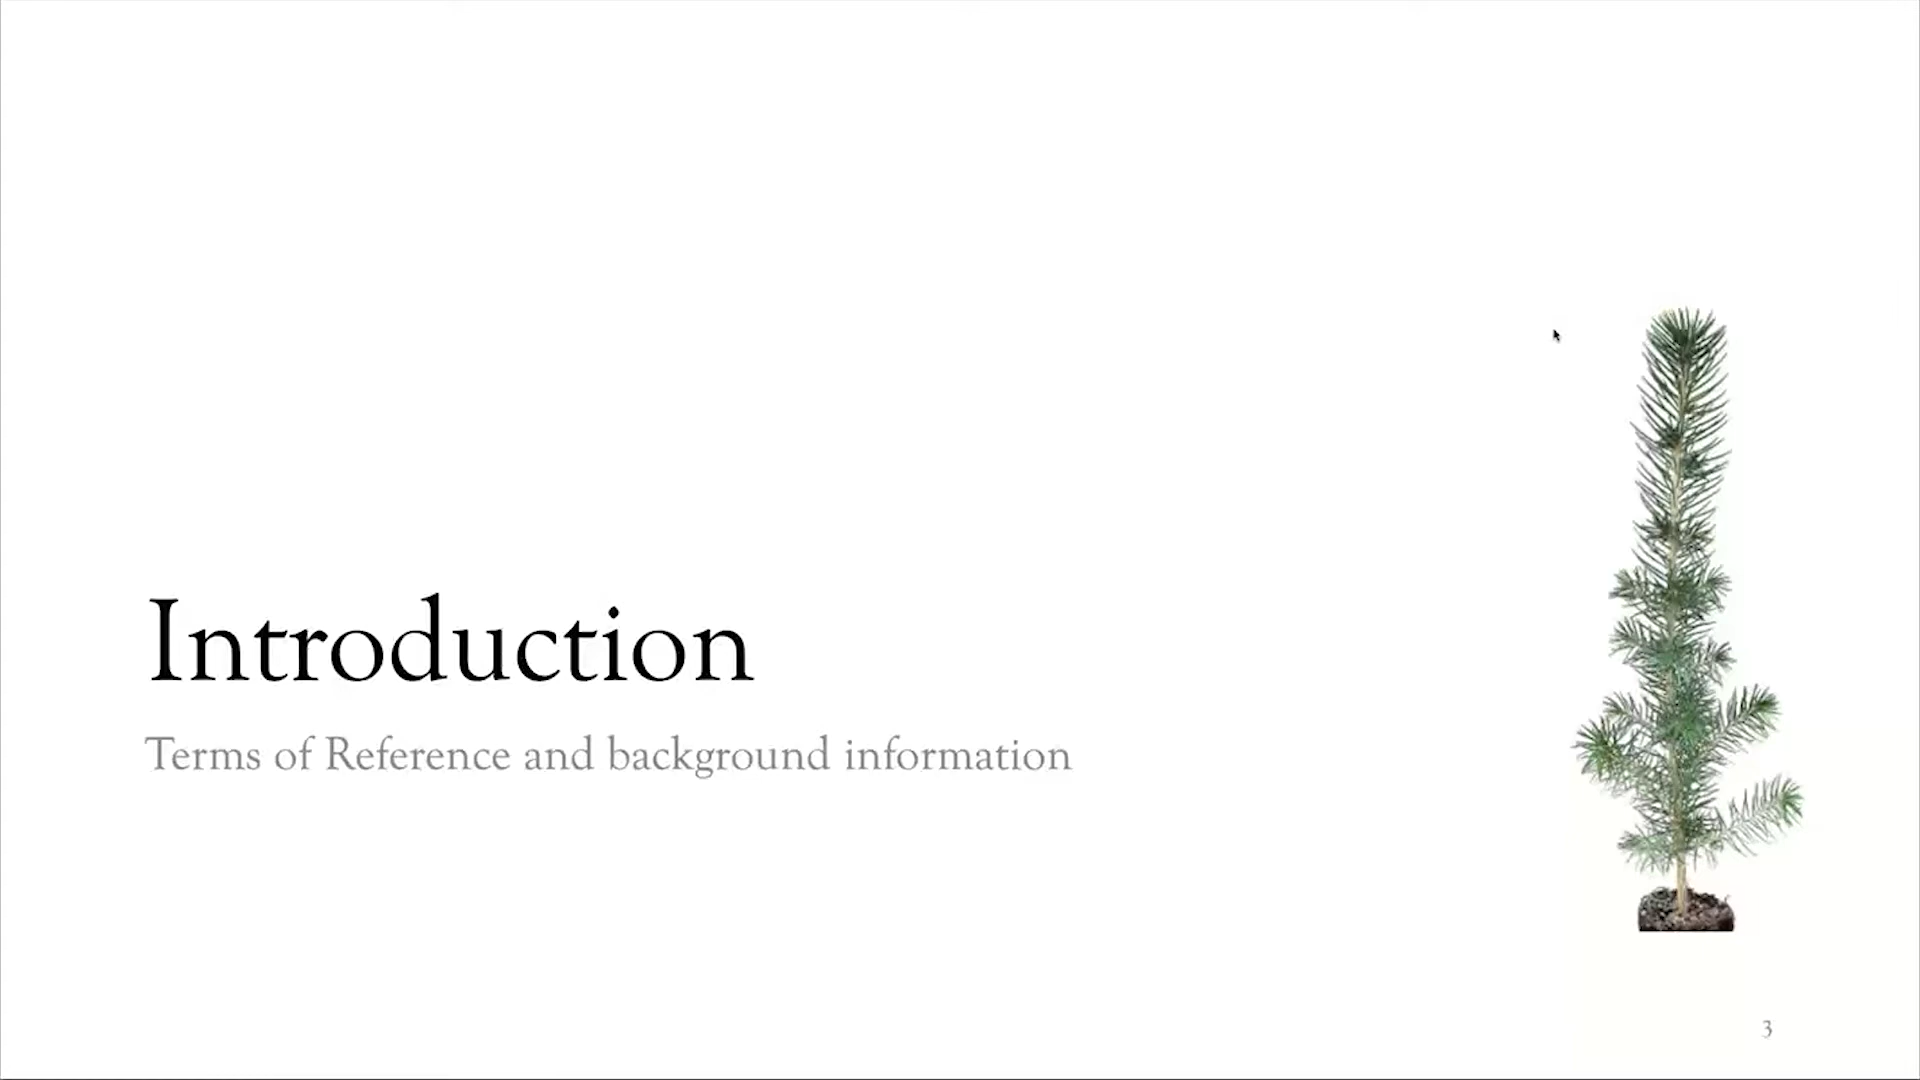 Introduction
Terms of Reference and background information
3